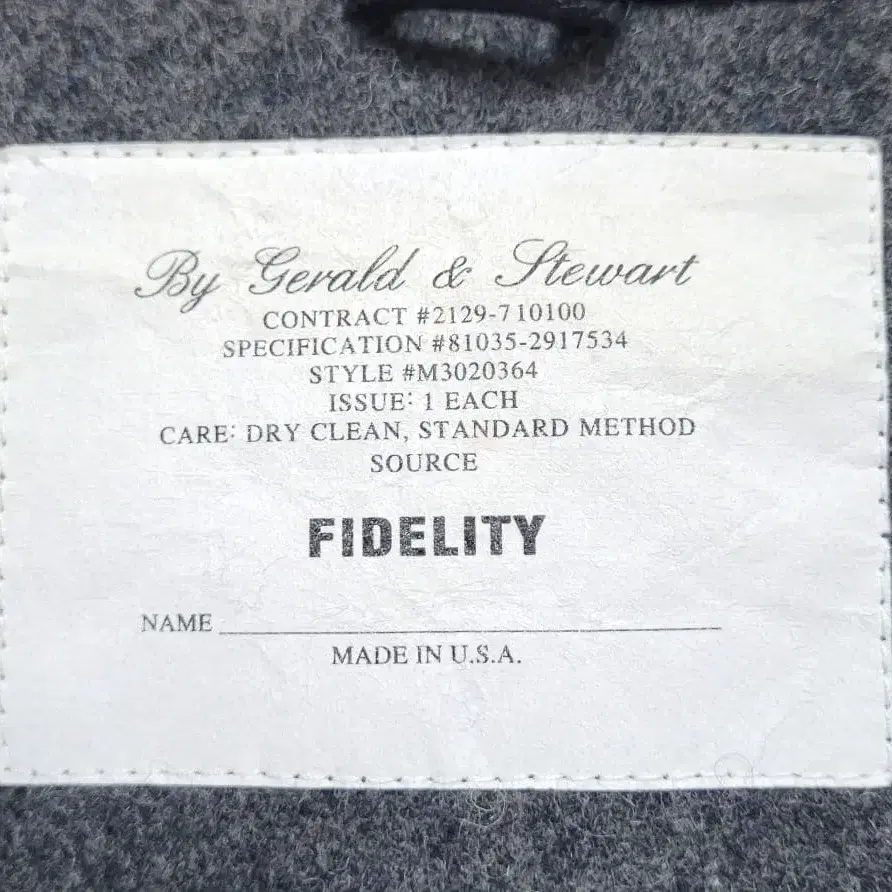 By Gerald & Stewart
CONTRACT #2129-710100
SPECIFICATION #81035-2917534
STYLE #M3020364
ISSUE: 1 EACH
CARE: DRY CLEAN, STANDARD METHOD
SOURCE
FIDELITY
NAME
MADE IN U.S.A.